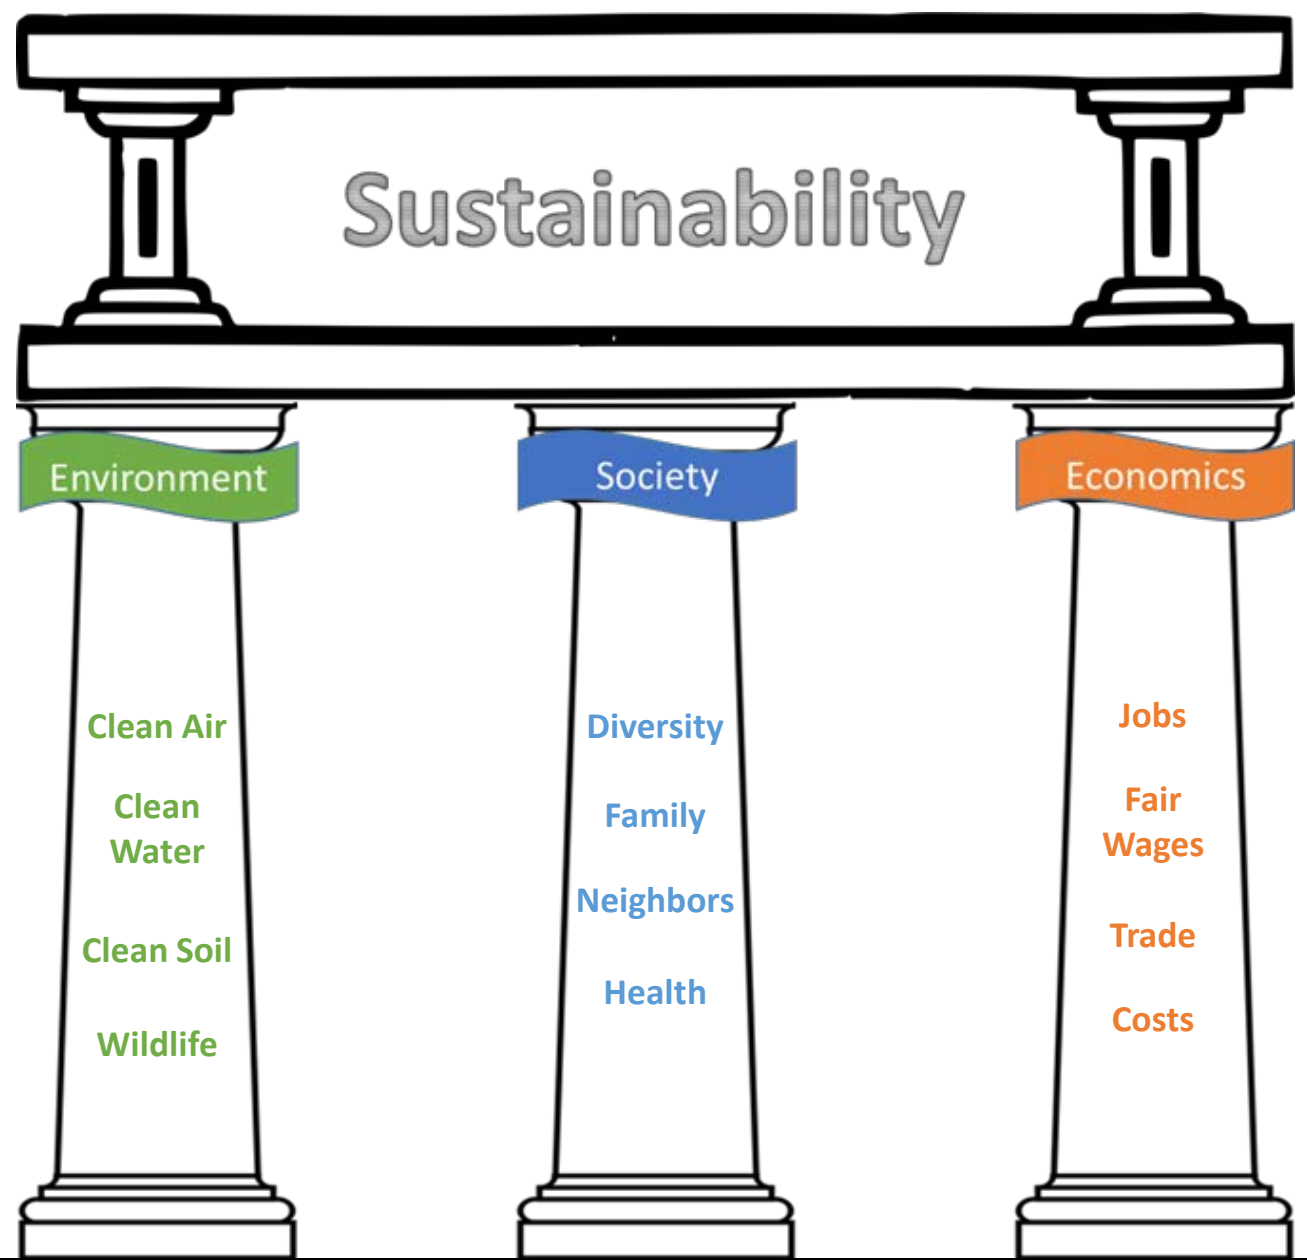 Sustainability
Environment
Society
Economics
Clean Air
Clean
Water
Clean Soil
Wildlife
Diversity
Family
Neighbors
Health
Jobs
Fair
Wages
Trade
Costs